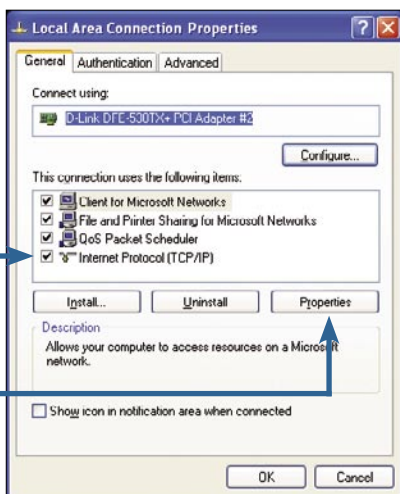 Local Area Connection Properties
General Authentication Advanced
Connect using:
D-Link DFE-530TX+ PCI Adapter #2
Configure...
This connection uses the following items:
Client for Microsoft Networks
File and Printer Sharing for Microsoft Networks
QoS Packet Scheduler
Internet Protocol (TCP/IP)
Install... Uninstall Properties
Description
Allows your computer to access resources on a Microsoft
network.
Show icon in notification area when connected
OK Cancel